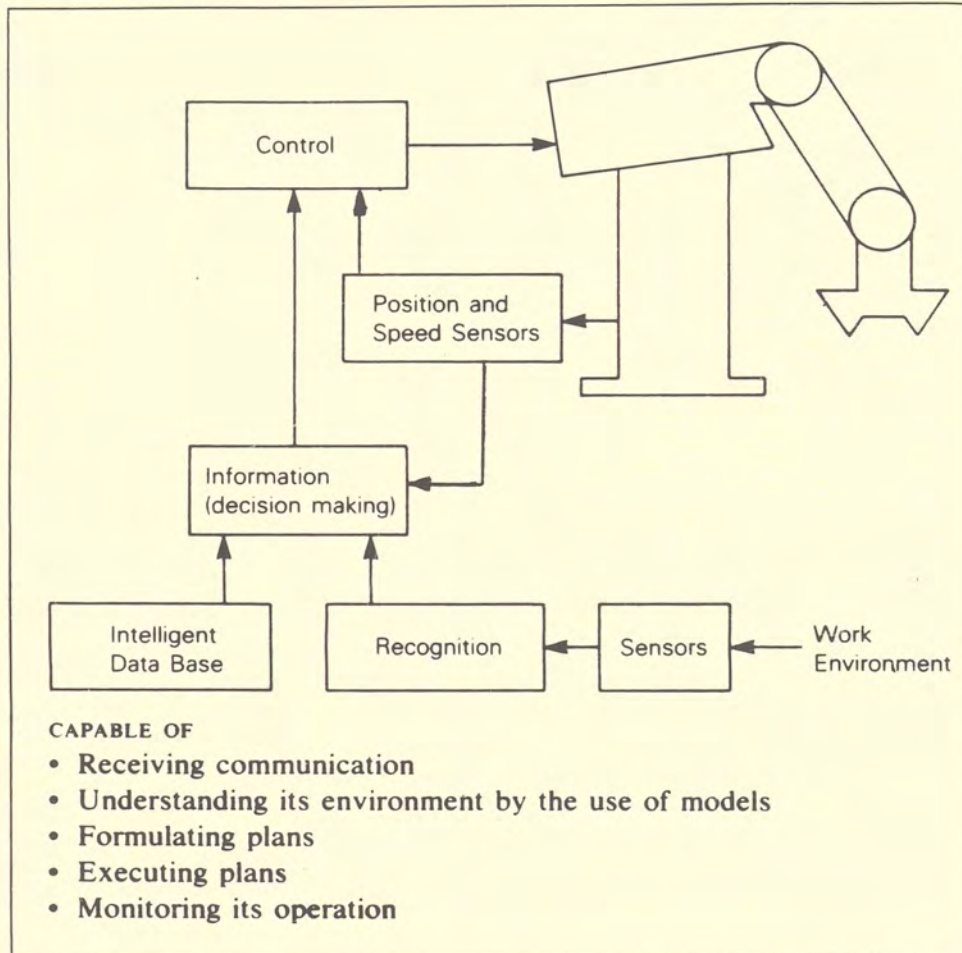 Control
Position and
Speed Sensors
Information
(decision making)
Intelligent
Data Base
Recognition
Sensors
Work
Environment
CAPABLE OF
• Receiving communication
• Understanding its environment by the use of models
• Formulating plans
• Executing plans
• Monitoring its operation